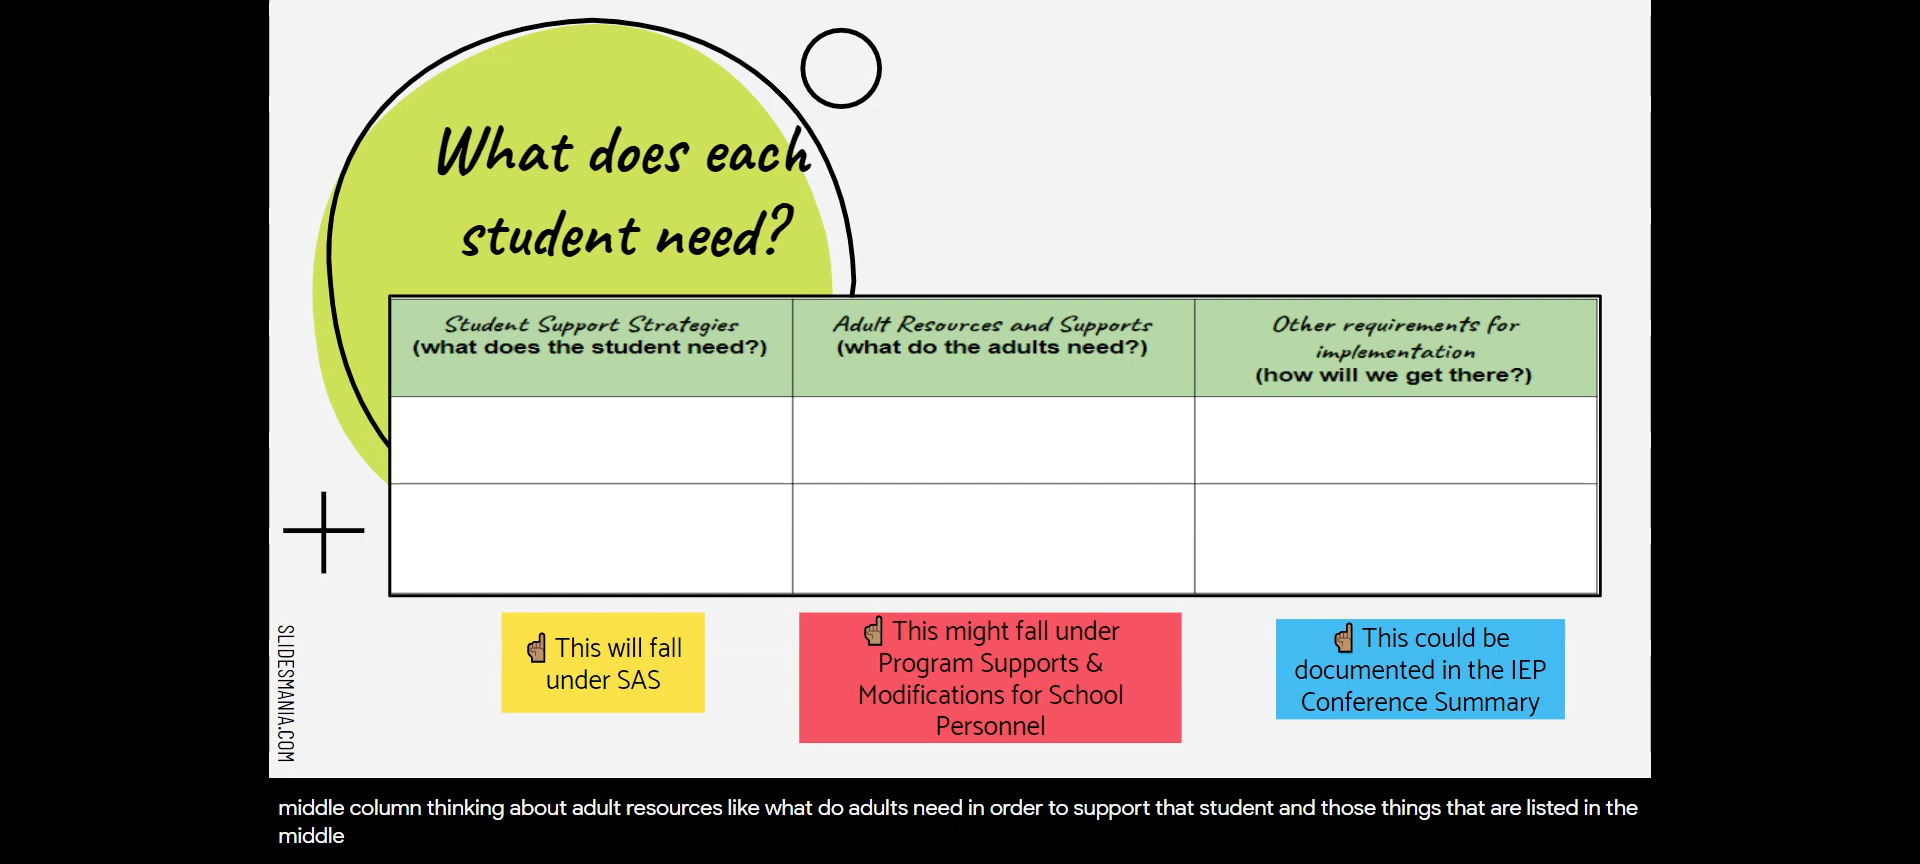 What does each
student need?
Student Support Strategies
(what does the student need?)
Adult Resources and Supports
(what do the adults need?)
Other requirements for
implementation
(how will we get there?)
☝🏽 This will fall
under SAS
☝🏽 This might fall under
Program Supports &
Modifications for School
Personnel
☝🏽 This could be
documented in the IEP
Conference Summary
SLIDESMANIA.COM
middle column thinking about adult resources like what do adults need in order to support that student and those things that are listed in the
middle